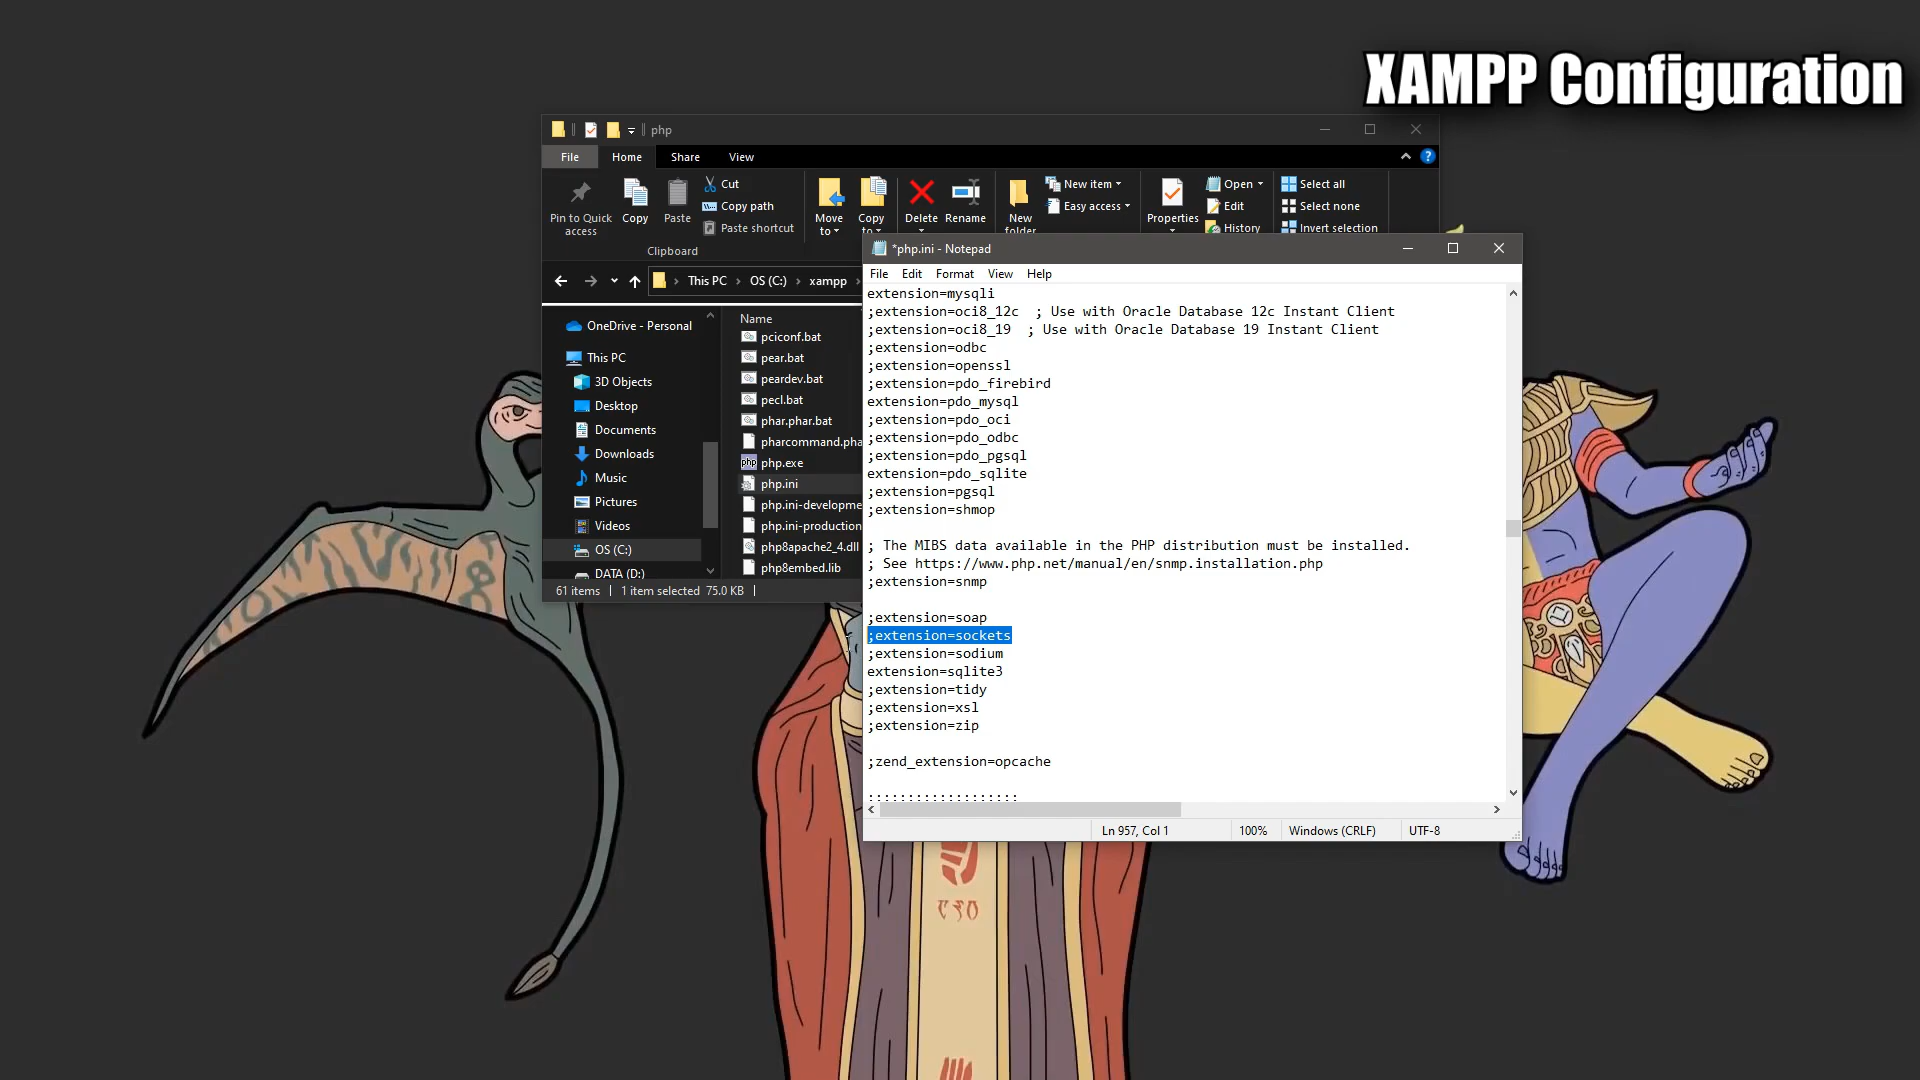 XAMPP Configuration
php
File Home Share View
Pin to Quick access
Copy
Paste
Cut
Copy path
Paste shortcut
Clipboard
Move to
Copy to
Delete
Rename
New folder
New item
Easy access
Properties
Open
Edit
History
Select all
Select none
Invert selection
This PC > OS (C:) > xampp >
OneDrive - Personal
This PC
3D Objects
Desktop
Documents
Downloads
Music
Pictures
Videos
OS (C:)
DATA (D:)
Name
pciconf.bat
pear.bat
peardev.bat
pecl.bat
phar.phar.bat
pharcommand.pha
php.exe
php.ini
php.ini-developme
php.ini-production
php8apache2_4.dll
php8embed.lib
61 items 1 item selected 75.0 KB
*php.ini - Notepad
File Edit Format View Help
extension=mysqli
;extension=oci8_12c  ; Use with Oracle Database 12c Instant Client
;extension=oci8_19  ; Use with Oracle Database 19 Instant Client
;extension=odbc
;extension=openssl
;extension=pdo_firebird
extension=pdo_mysql
;extension=pdo_oci
;extension=pdo_odbc
;extension=pdo_pgsql
extension=pdo_sqlite
;extension=pgsql
;extension=shmop
; The MIBS data available in the PHP distribution must be installed.
; See https://www.php.net/manual/en/snmp.installation.php
;extension=snmp
;extension=soap
;extension=sockets
;extension=sodium
extension=sqlite3
;extension=tidy
;extension=xsl
;extension=zip
;zend_extension=opcache
Ln 957, Col 1 100% Windows (CRLF) UTF-8